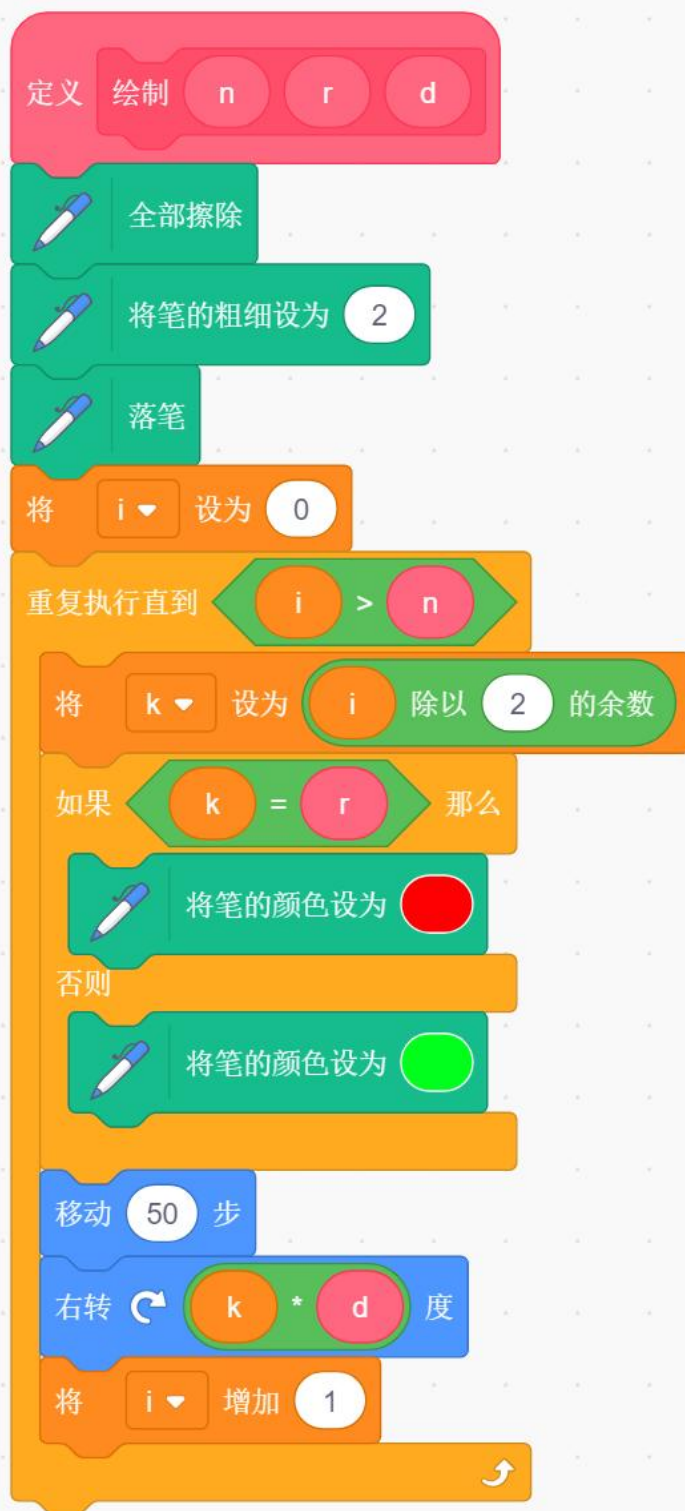 定义 绘制 n r d
全部擦除
将笔的粗细设为 2
落笔
将 i 设为 0
重复执行直到 i > n
将 k 设为 i 除以 2 的余数
如果 k = r 那么
将笔的颜色设为
否则
将笔的颜色设为
移动 50 步
右转 k * d 度
将 i 增加 1